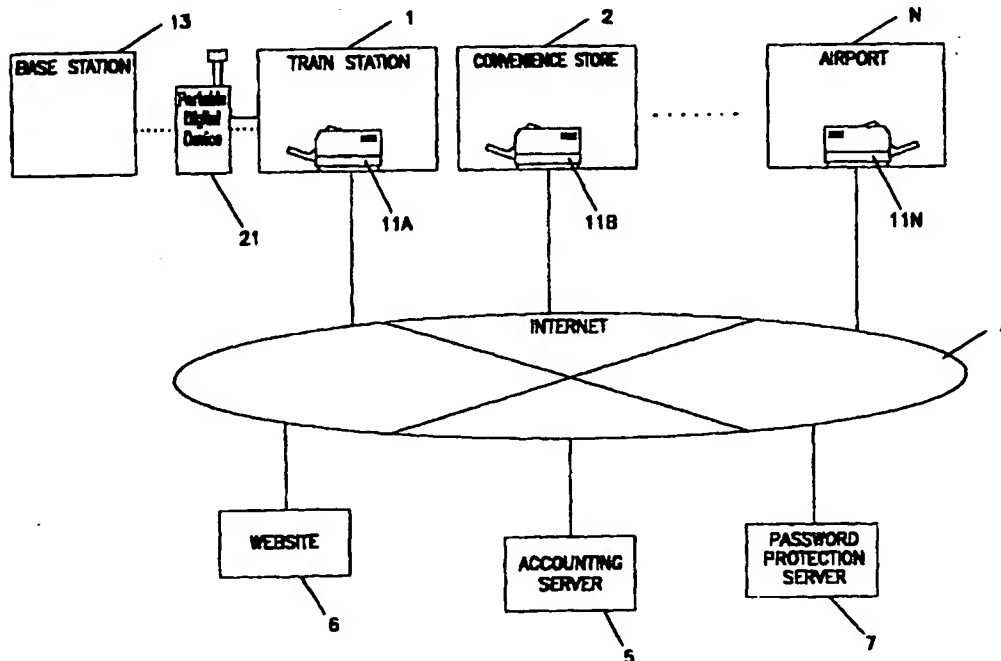 13
1
2
N
BASE STATION
TRAIN STATION
CONVENIENCE STORE
AIRPORT
Portable
Digital
Device
21
11A
11B
11N
INTERNET
WEBSITE
ACCOUNTING
SERVER
PASSWORD
PROTECTION
SERVER
6
5
7